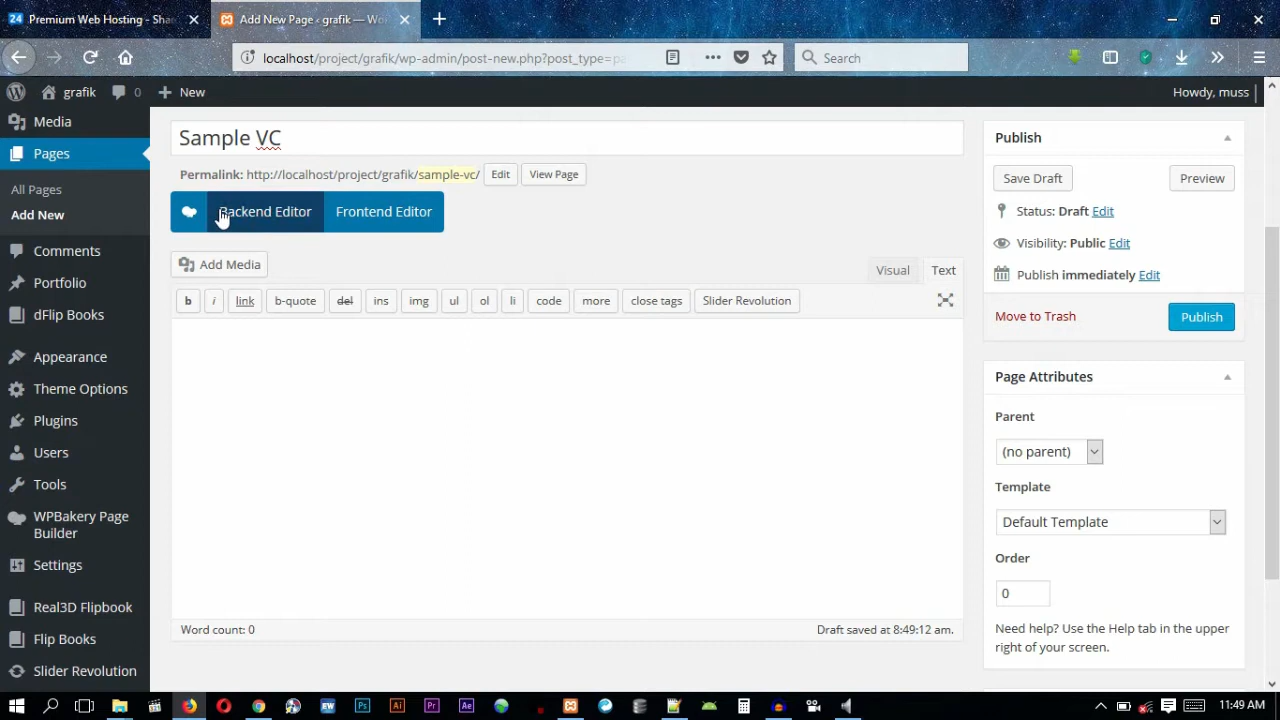 24 Premium Web Hosting - Sha
Add New Page ‹ grafik — Wo
localhost/project/grafik/wp-admin/post-new.php?post_type=pa
Search
grafik
0
New
Howdy, muss
Media
Pages
All Pages
Add New
Comments
Portfolio
dFlip Books
Appearance
Theme Options
Plugins
Users
Tools
WPBakery Page
Builder
Settings
Real3D Flipbook
Flip Books
Slider Revolution
Sample VC
Permalink: http://localhost/project/grafik/sample-vc/ Edit View Page
Backend Editor Frontend Editor
Add Media
Visual Text
b i link b-quote del ins img ul ol li code more close tags Slider Revolution
Word count: 0
Draft saved at 8:49:12 am.
Publish
Save Draft Preview
Status: Draft Edit
Visibility: Public Edit
Publish immediately Edit
Move to Trash Publish
Page Attributes
Parent
(no parent)
Template
Default Template
Order
0
Need help? Use the Help tab in the upper
right of your screen.
EW Ps Ai Pr Ae
11:49 AM